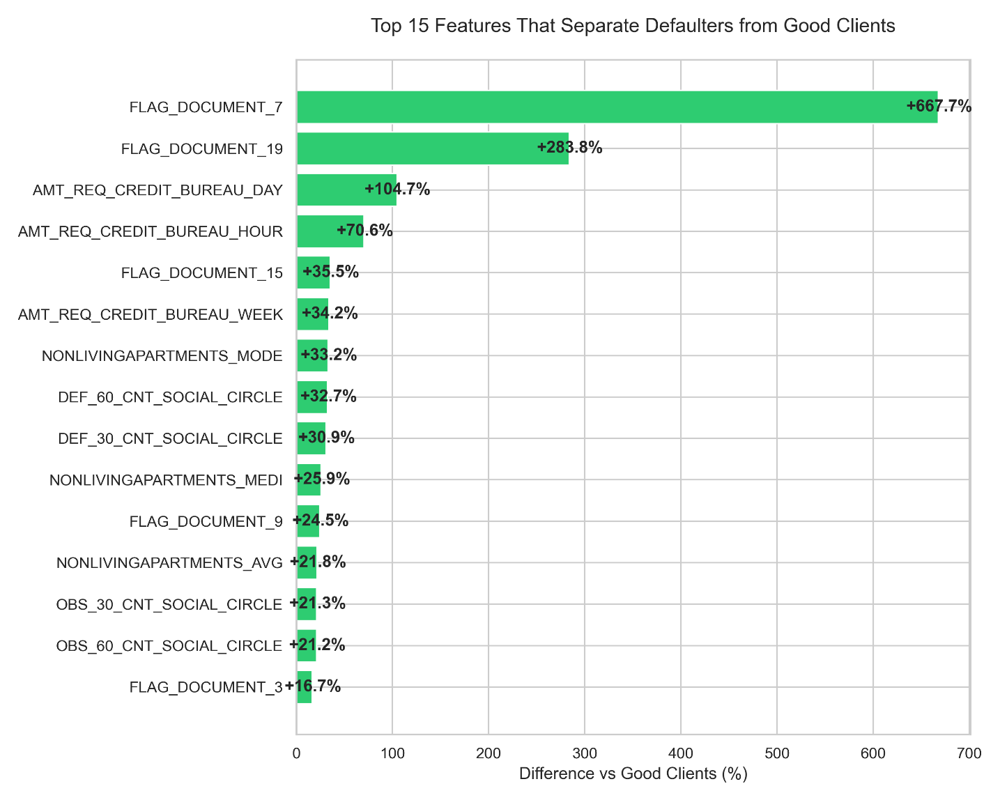 Top 15 Features That Separate Defaulters from Good Clients
FLAG_DOCUMENT_7 +667.7%
FLAG_DOCUMENT_19 +283.8%
AMT_REQ_CREDIT_BUREAU_DAY +104.7%
AMT_REQ_CREDIT_BUREAU_HOUR +70.6%
FLAG_DOCUMENT_15 +35.5%
AMT_REQ_CREDIT_BUREAU_WEEK +34.2%
NONLIVINGAPARTMENTS_MODE +33.2%
DEF_60_CNT_SOCIAL_CIRCLE +32.7%
DEF_30_CNT_SOCIAL_CIRCLE +30.9%
NONLIVINGAPARTMENTS_MEDI +25.9%
FLAG_DOCUMENT_9 +24.5%
NONLIVINGAPARTMENTS_AVG +21.8%
OBS_30_CNT_SOCIAL_CIRCLE +21.3%
OBS_60_CNT_SOCIAL_CIRCLE +21.2%
FLAG_DOCUMENT_3 +16.7%
0 100 200 300 400 500 600 700
Difference vs Good Clients (%)